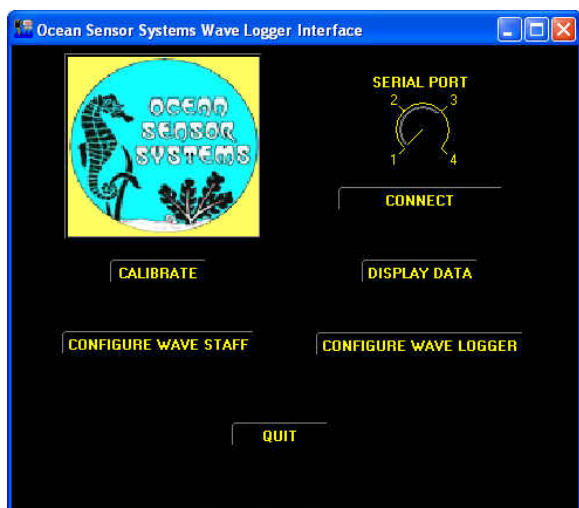 Ocean Sensor Systems Wave Logger Interface
OCEAN
SENSOR
SYSTEMS
SERIAL PORT
2 3
1 4
CONNECT
CALIBRATE
DISPLAY DATA
CONFIGURE WAVE STAFF
CONFIGURE WAVE LOGGER
QUIT